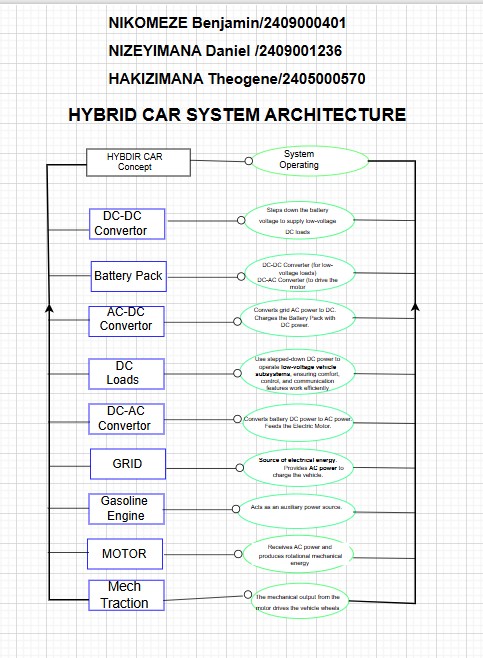 NIKOMEZE Benjamin/2409000401
NIZEYIMANA Daniel /2409001236
HAKIZIMANA Theogene/2405000570
HYBRID CAR SYSTEM ARCHITECTURE
HYBDIR CAR
Concept
System
Operating
DC-DC
Convertor
Steps down the battery
voltage to supply low-voltage
DC loads
Battery Pack
DC-DC Converter (for low-
voltage loads)
DC-AC Converter (to drive the
motor
AC-DC
Convertor
Converts grid AC power to DC.
Charges the Battery Pack with
DC power.
DC
Loads
Use stepped-down DC power to
operate low-voltage vehicle
subsystems, ensuring comfort,
control, and communication
features work efficiently
DC-AC
Convertor
Converts battery DC power to AC power.
Feeds the Electric Motor.
GRID
Source of electrical energy.
Provides AC power to
charge the vehicle.
Gasoline
Engine
Acts as an auxiliary power source.
MOTOR
Receives AC power and
produces rotational mechanical
energy
Mech
Traction
The mechanical output from the
motor drives the vehicle wheels